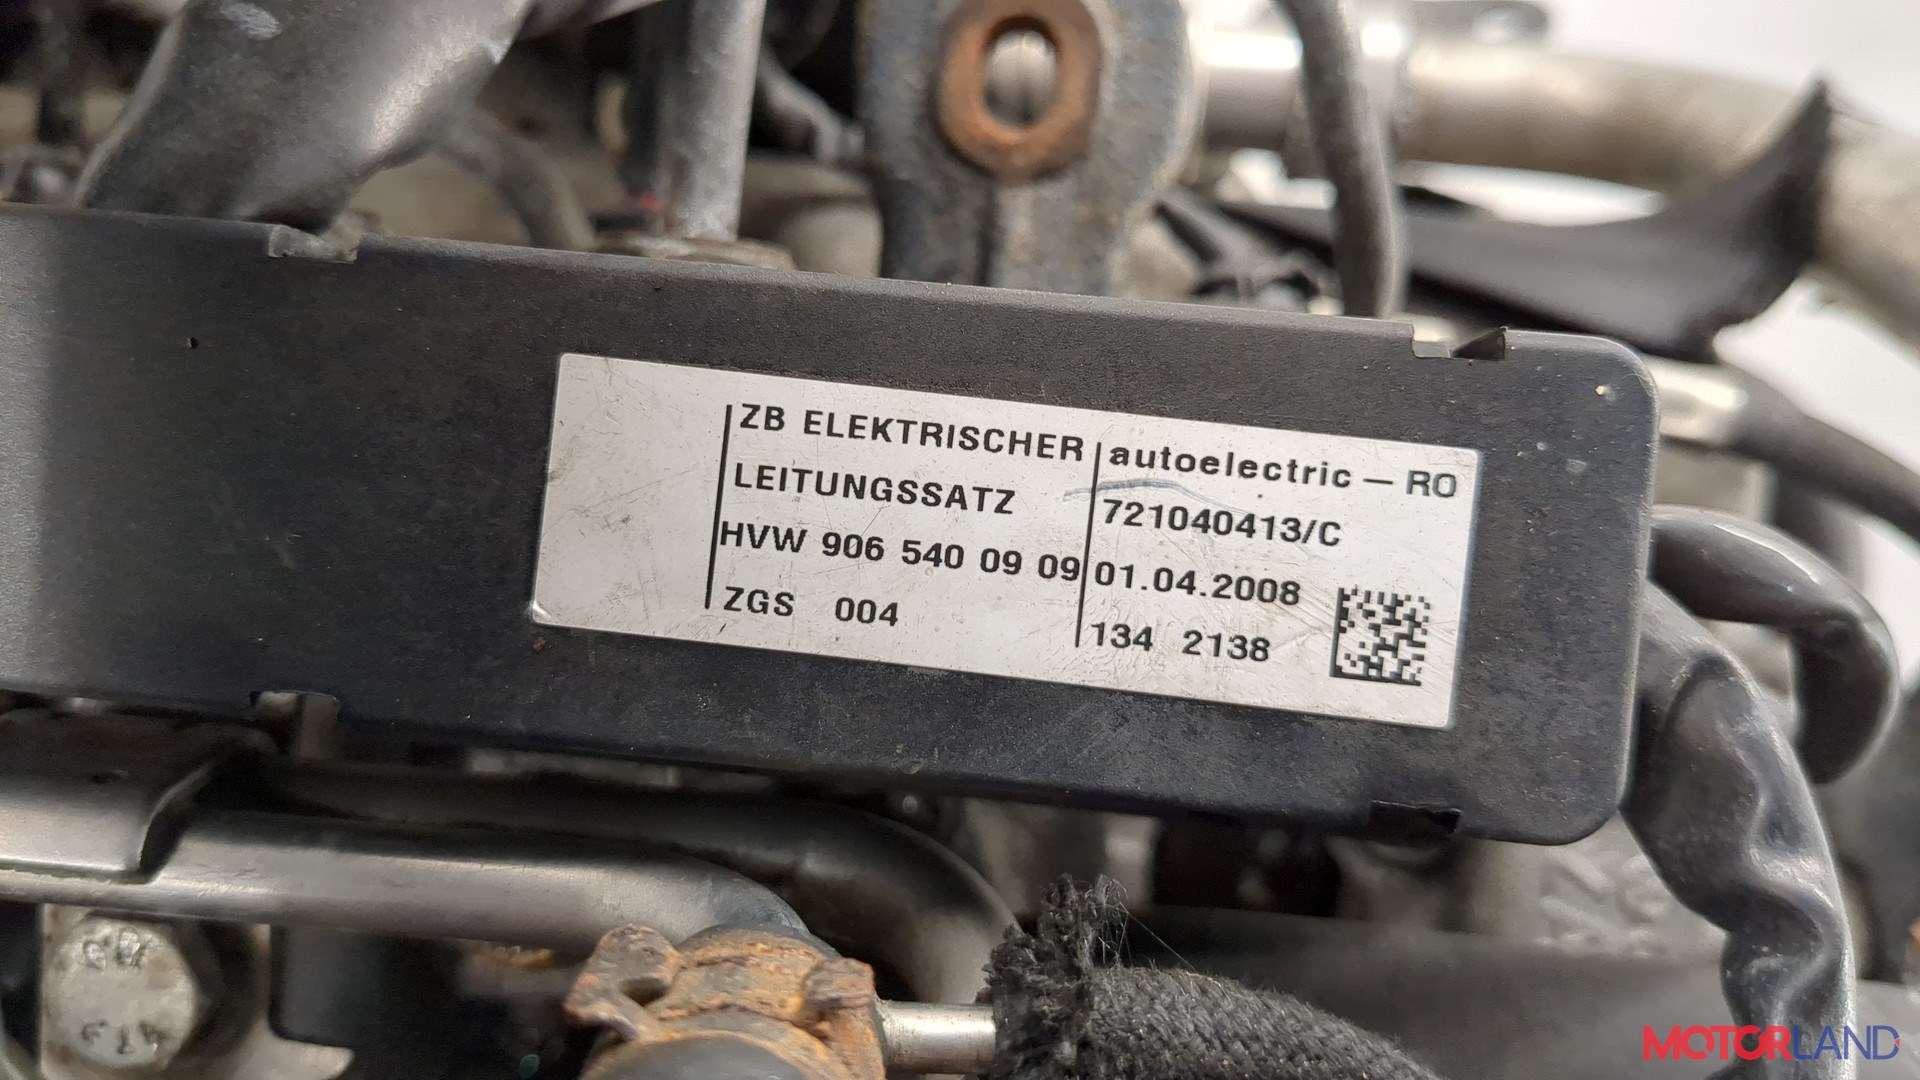 ZB ELEKTRISCHER
LEITUNGSSATZ
HVW 906 540 09 09
ZGS 004
autoelectric – RO
721040413/C
01.04.2008
134 2138
MOTORLAND